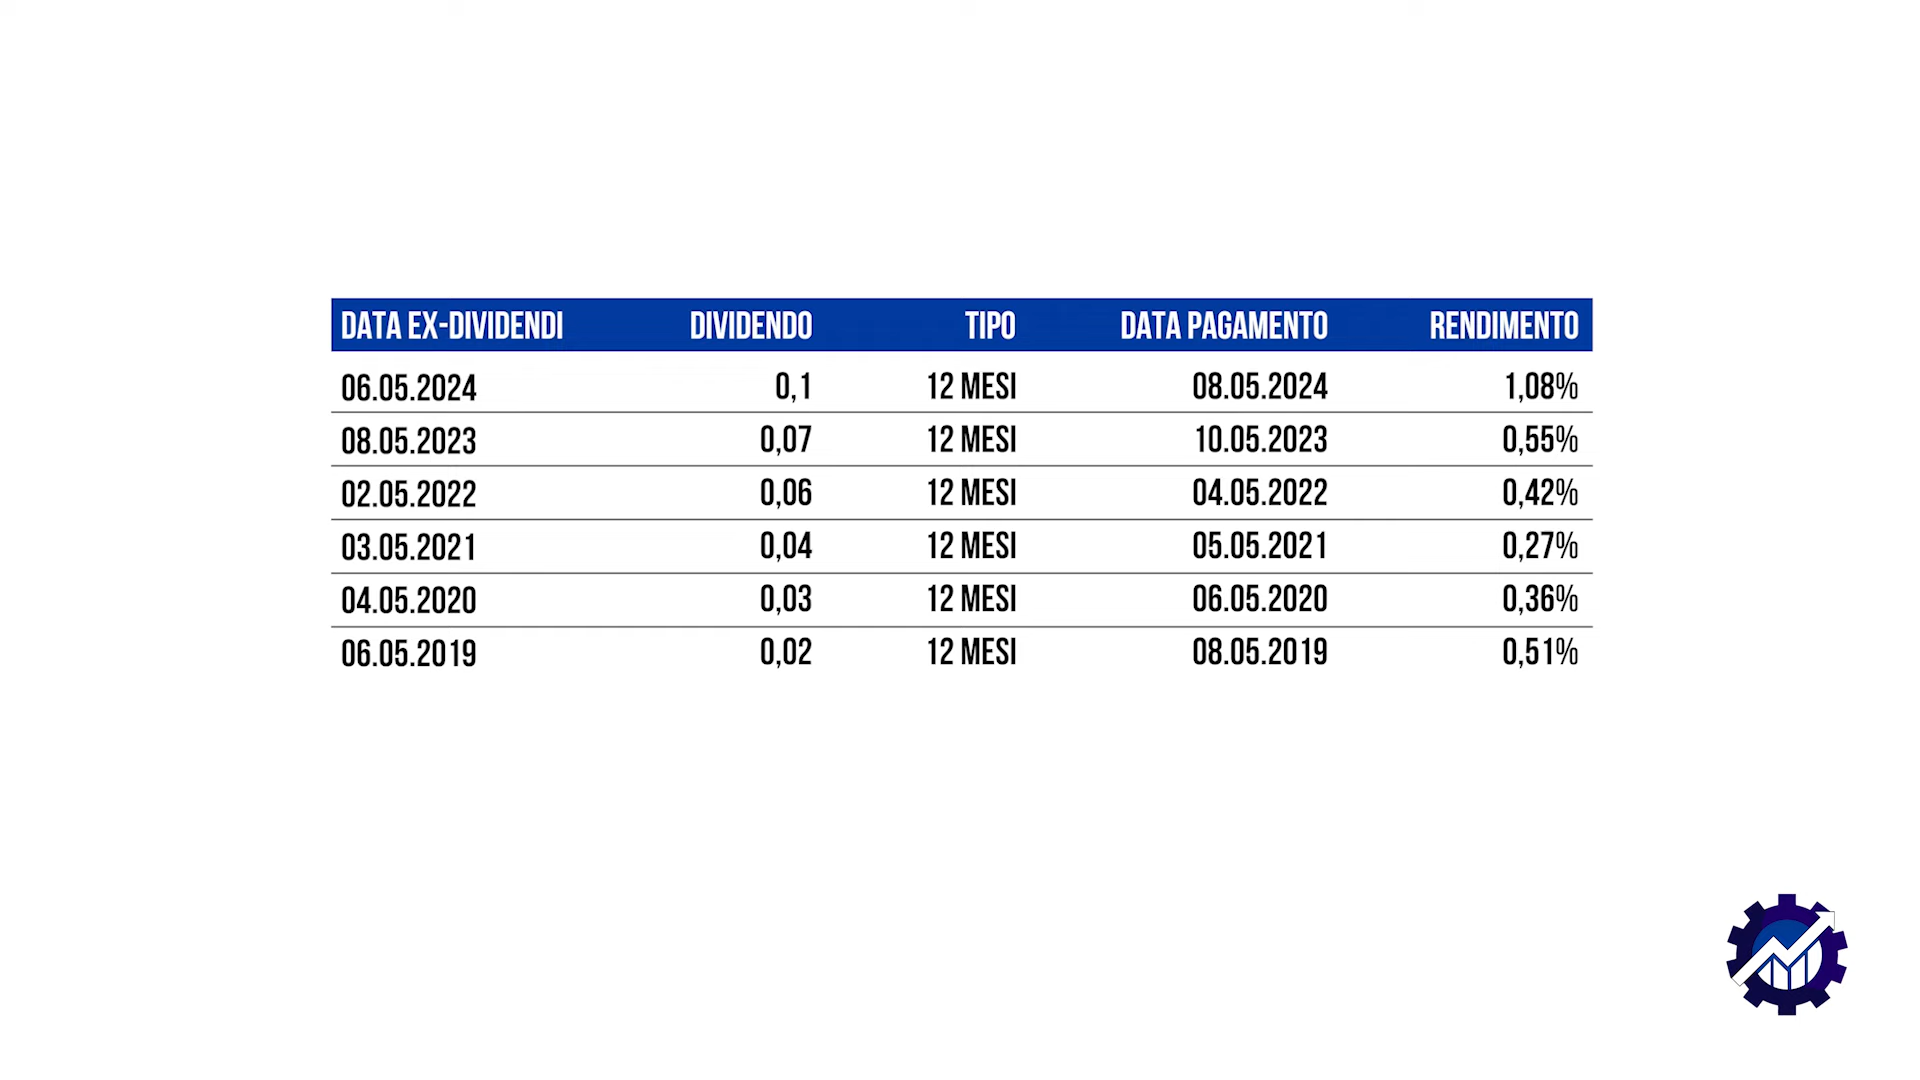 DATA EX-DIVIDENDI DIVIDENDO TIPO DATA PAGAMENTO RENDIMENTO
06.05.2024 0,1 12 MESI 08.05.2024 1,08%
08.05.2023 0,07 12 MESI 10.05.2023 0,55%
02.05.2022 0,06 12 MESI 04.05.2022 0,42%
03.05.2021 0,04 12 MESI 05.05.2021 0,27%
04.05.2020 0,03 12 MESI 06.05.2020 0,36%
06.05.2019 0,02 12 MESI 08.05.2019 0,51%